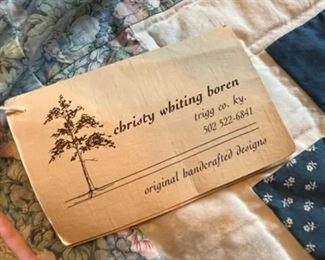 christy whiting boren
trigg co. ky.
502 522-6841
original handcrafted designs